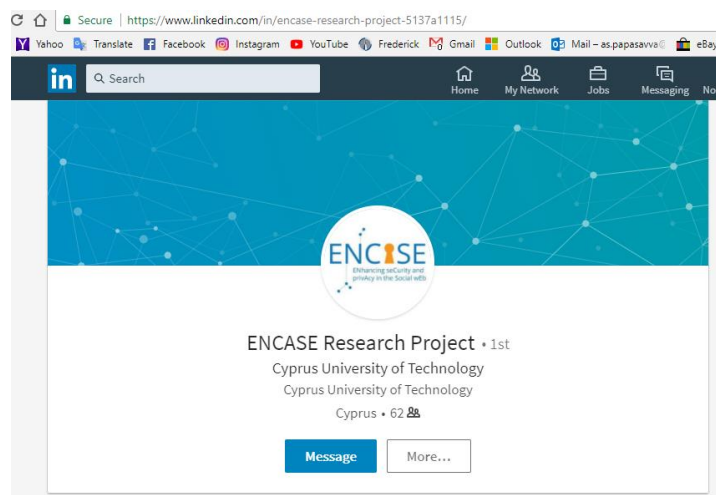 Secure https://www.linkedin.com/in/encase-research-project-5137a1115/
Yahoo Translate Facebook Instagram YouTube Frederick Gmail Outlook Mail – as.papasavva eBay
in Search Home My Network Jobs Messaging No
ENCASE
ENhancing seCurity and
privAcy in the Social wEb
ENCASE Research Project • 1st
Cyprus University of Technology
Cyprus University of Technology
Cyprus • 62
Message More...